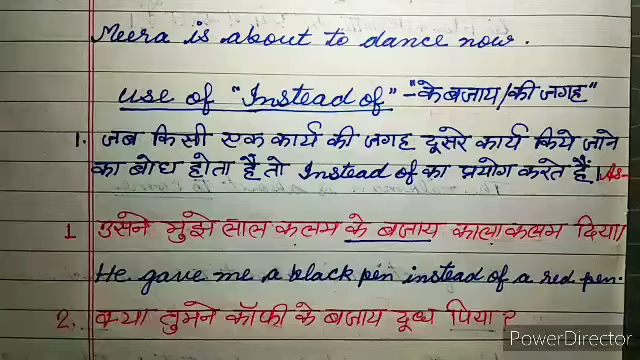 Meera is about to dance now.
use of "Instead of" - "के बजाय/की जगह"
1. जब किसी एक कार्य की जगह दूसरे कार्य किये जाने
का बोध होता है तो Instead of का प्रयोग करते हैं। As-
1 उसने मुझे लाल कलम के बजाय काला कलम दिया।
He gave me a black pen instead of a red pen.
2. क्या तुमने कॉफी के बजाय दूध पिया ?
PowerDirector